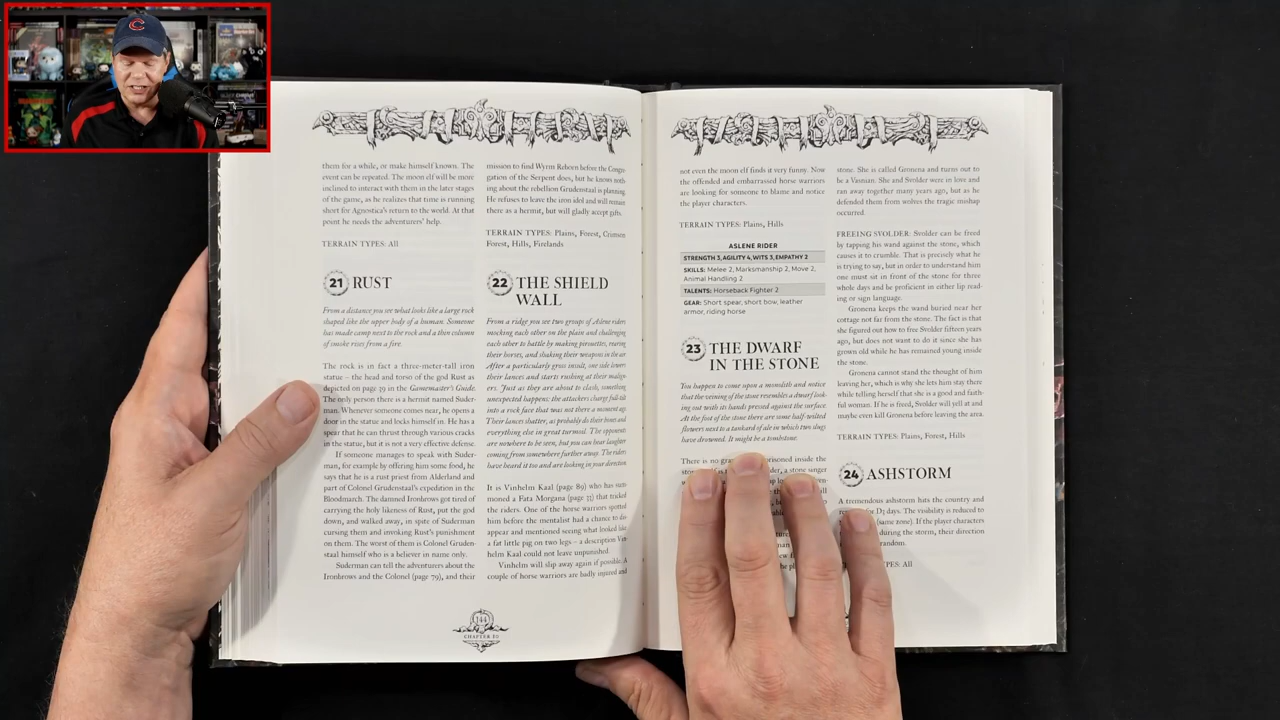 them for a while, or make himself known. The
event can be repeated. The moon elf will be more
inclined to interact with them in the later stages
of the game, as he realizes that time is running
short for Agnostica's return to the world. At that
point he needs the adventurers' help.
TERRAIN TYPES: All
21 RUST
From a distance you see what looks like a large rock
shaped like the upper body of a human. Someone
has made camp next to the rock and a thin column
of smoke rises from a fire.
The rock is in fact a three-meter-tall iron
statue – the head and torso of the god Rust as
depicted on page 39 in the Gamemaster's Guide.
The only person there is a hermit named Suder-
man. Whenever someone comes near, he opens a
door in the statue and locks himself in. He has a
spear that he can thrust through various cracks
in the statue, but it is not a very effective defense.
If someone manages to speak with Suder-
man, for example by offering him some food, he
says that he is a rust priest from Alderland and
part of Colonel Grudenstaal's expedition in the
Bloodmarch. The damned Ironbrows got tired of
carrying the holy likeness of Rust, put the god
down, and walked away, in spite of Suderman
cursing them and invoking Rust's punishment
on them. The worst of them is Colonel Gruden-
staal himself who is a believer in name only.
Suderman can tell the adventurers about the
Ironbrows and the Colonel (page 79), and their
mission to find Wyrm Reborn before the Congre-
gation of the Serpent does, but he knows noth-
ing about the rebellion Grudenstaal is planning.
He refuses to leave the iron idol and will remain
there as a hermit, but will gladly accept gifts.
TERRAIN TYPES: Plains, Forest, Crimson
Forest, Hills, Firelands
22 THE SHIELD
WALL
From a ridge you see two groups of Aslene riders
mocking each other on the plain and challenging
each other to battle by making pirouettes, rearing
their horses, and shaking their weapons in the air
After a particularly gross insult, one side lowers
their lances and starts rushing at their malign-
ers. Just as they are about to clash, something
unexpected happens: the attackers charge full-tilt
into a rock face that was not there a moment ago
Their lances shatter, as probably do their bones and
everything else in great turmoil. The opponents
are nowhere to be seen, but you can hear laughter
coming from somewhere further away. The riders
have heard it too and are looking in your direction
It is Vinhelm Kaal (page 89) who has sum-
moned a Fata Morgana (page 33) that tricked
the riders. One of the horse warriors spotted
him before the mentalist had a chance to dis-
appear and mentioned seeing what looked like
a fat little pug on two legs – a description Vin-
helm Kaal could not leave unpunished.
Vinhelm will slip away again if possible. A
couple of horse warriors are badly injured and
144
CHAPTER 10
not even the moon elf finds it very funny. Now
the offended and embarrassed horse warriors
are looking for someone to blame and notice
the player characters.
TERRAIN TYPES: Plains, Hills
ASLENE RIDER
STRENGTH 3, AGILITY 4, WITS 3, EMPATHY 2
SKILLS: Melee 2, Marksmanship 2, Move 2,
Animal Handling 2
TALENTS: Horseback Fighter 2
GEAR: Short spear, short bow, leather
armor, riding horse
23 THE DWARF
IN THE STONE
You happen to come upon a monolith and notice
that the veining of the stone resembles a dwarf look-
ing out with its hands pressed against the surface.
At the foot of the stone there are some half-wilted
flowers next to a tankard of ale in which two slugs
have drowned. It might be a tombstone.
There is no prisoned inside the
a stone singer
stone. She is called Gronena and turns out to
be a Vasman. She and Svolder were in love and
ran away together many years ago, but as he
defended them from wolves the tragic mishap
occurred.
FREEING SVOLDER: Svolder can be freed
by tapping his wand against the stone, which
causes it to crumble. That is precisely what he
is trying to say, but in order to understand him
one must sit in front of the stone for three
whole days and be proficient in either lip read-
ing or sign language.
Gronena keeps the wand buried near her
cottage not far from the stone. The fact is that
she figured out how to free Svolder fifteen years
ago, but does not want to do it since she has
grown old while he has remained young inside
the stone.
Gronena cannot stand the thought of him
leaving her, which is why she lets him stay there
while telling herself that she is a good and faith-
ful woman. If he is freed, Svolder will yell at and
maybe even kill Gronena before leaving the area.
TERRAIN TYPES: Plains, Forest, Hills
24 ASHSTORM
A tremendous ashstorm hits the country and
for D3 days. The visibility is reduced to
(same zone). If the player characters
during the storm, their direction
random.
All